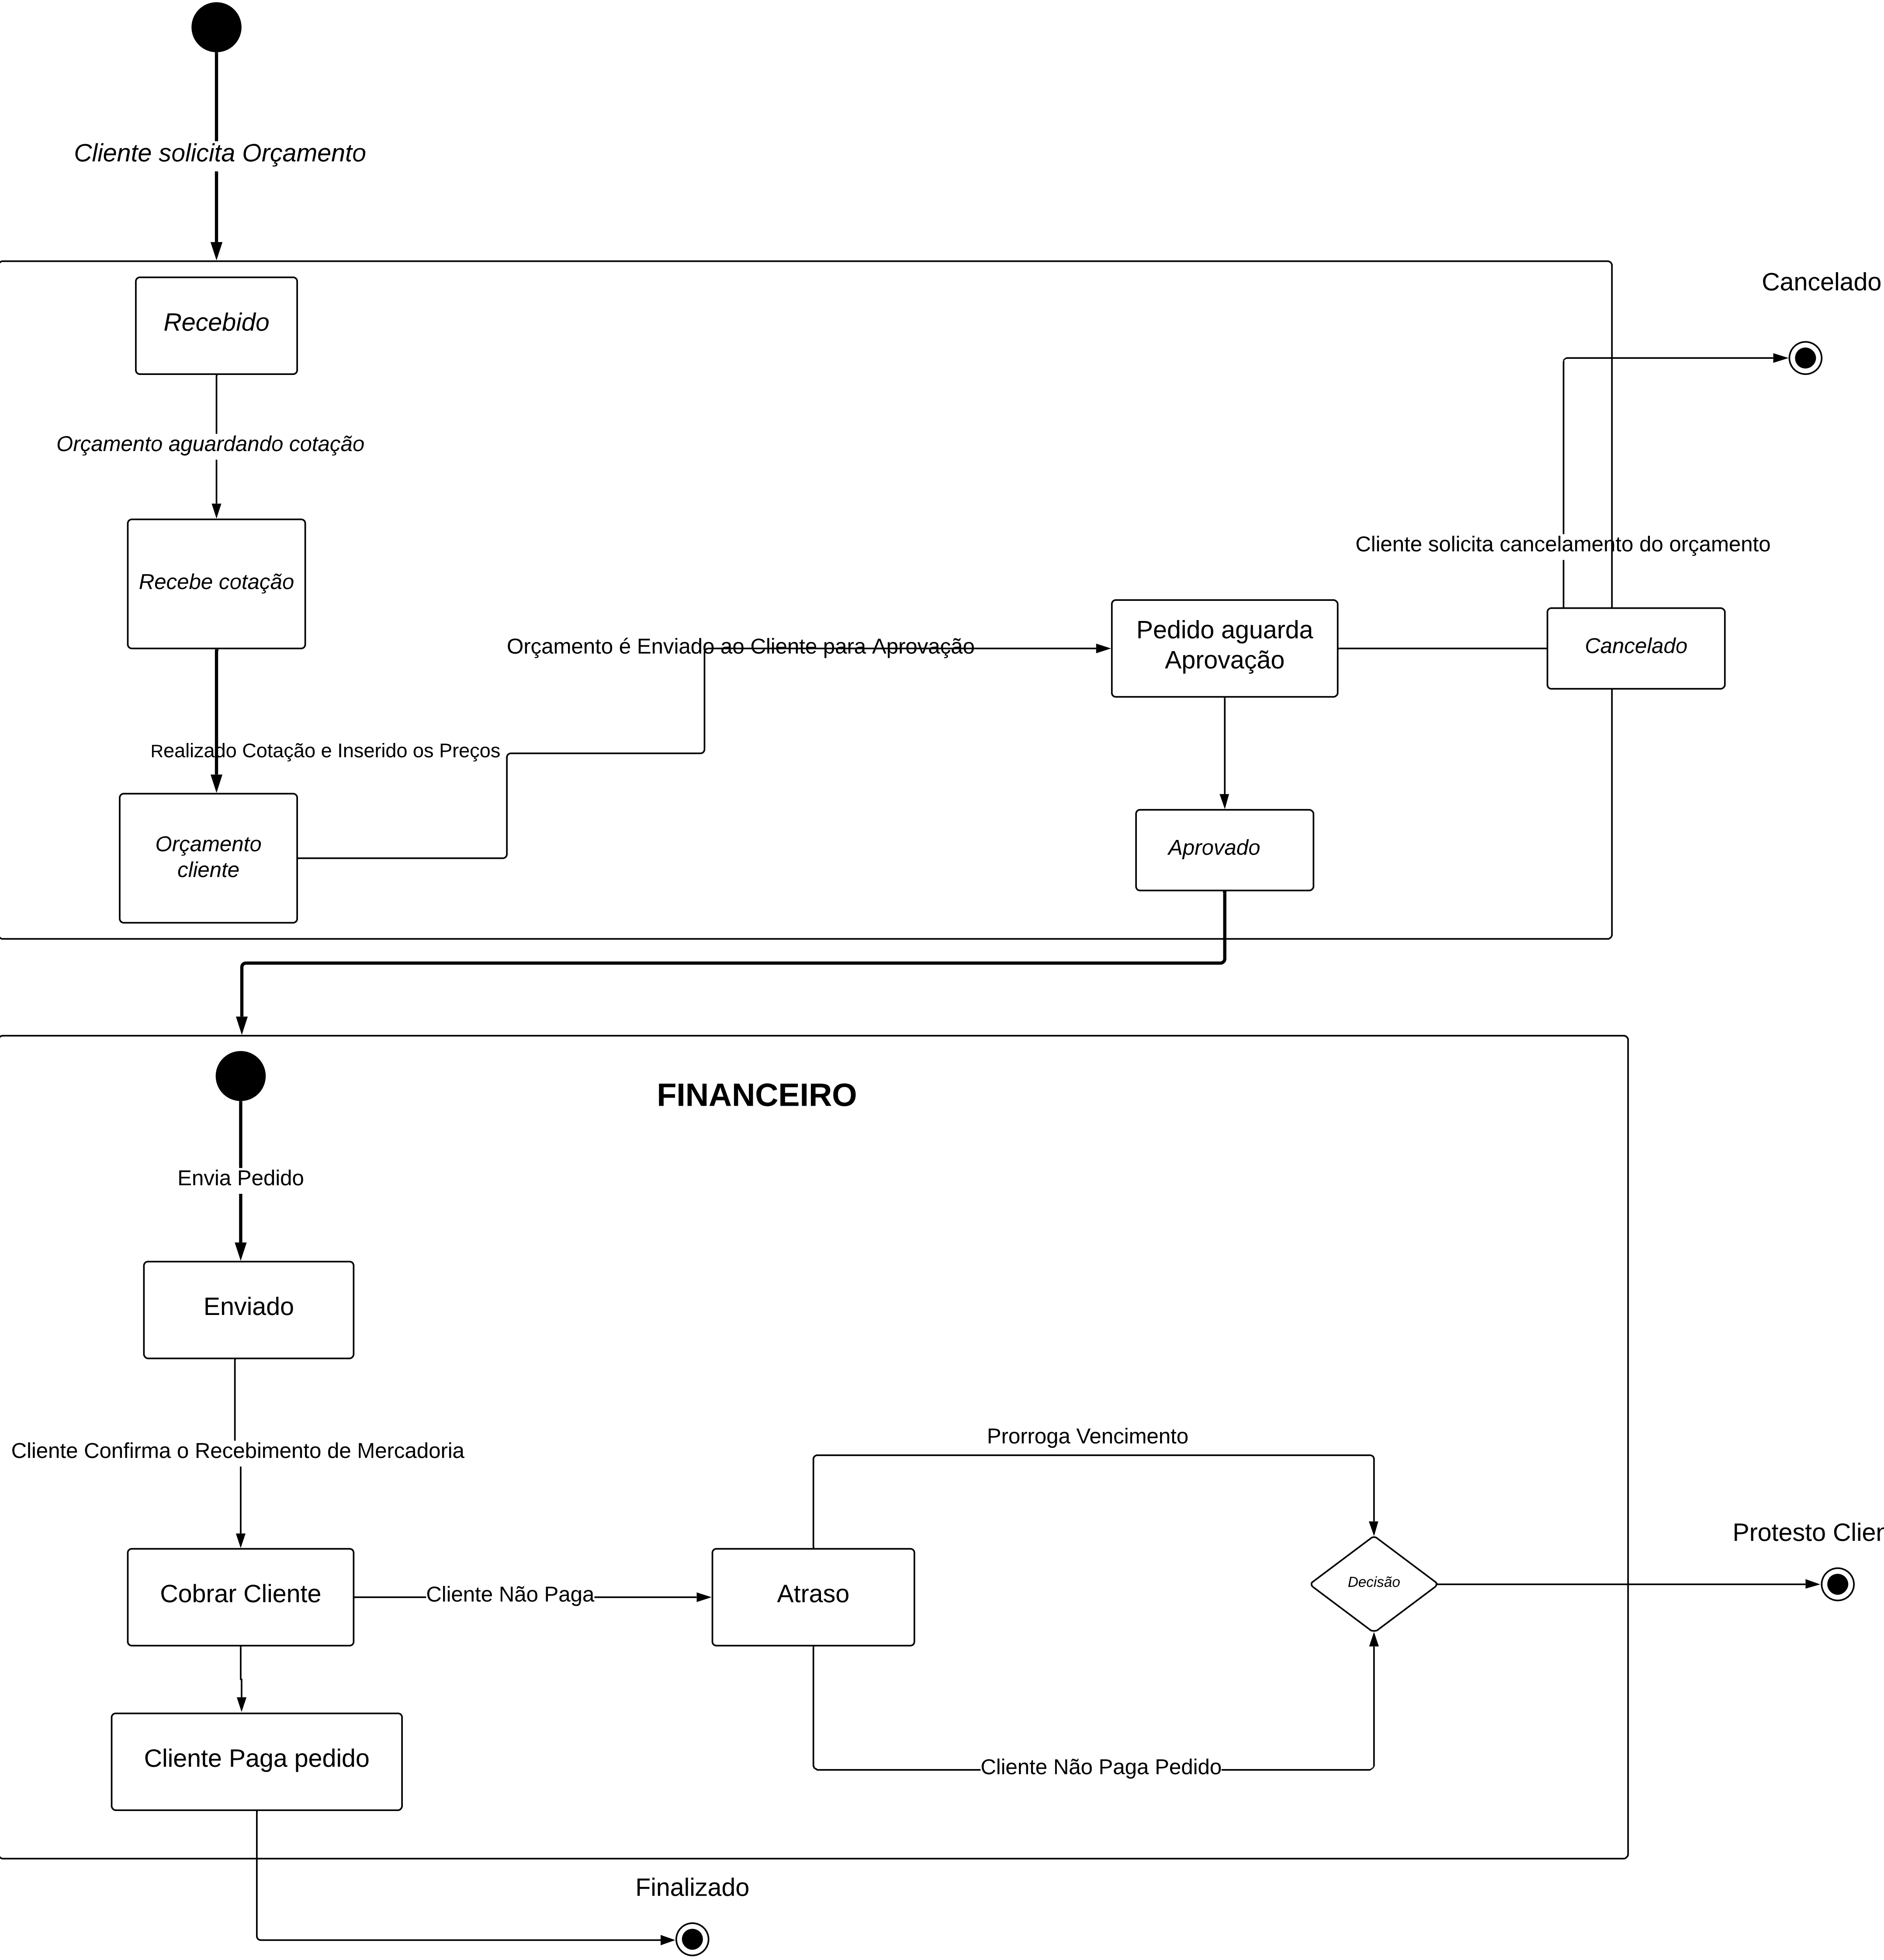 Cliente solicita Orçamento
Cancelado
Recebido
Orçamento aguardando cotação
Cliente solicita cancelamento do orçamento
Recebe cotação
Pedido aguarda
Aprovação
Orçamento é Enviado ao Cliente para Aprovação
Cancelado
Realizado Cotação e Inserido os Preços
Orçamento
cliente
Aprovado
FINANCEIRO
Envia Pedido
Enviado
Prorroga Vencimento
Cliente Confirma o Recebimento de Mercadoria
Protesto Clien
Decisão
Cobrar Cliente
Cliente Não Paga
Atraso
Cliente Paga pedido
Cliente Não Paga Pedido
Finalizado